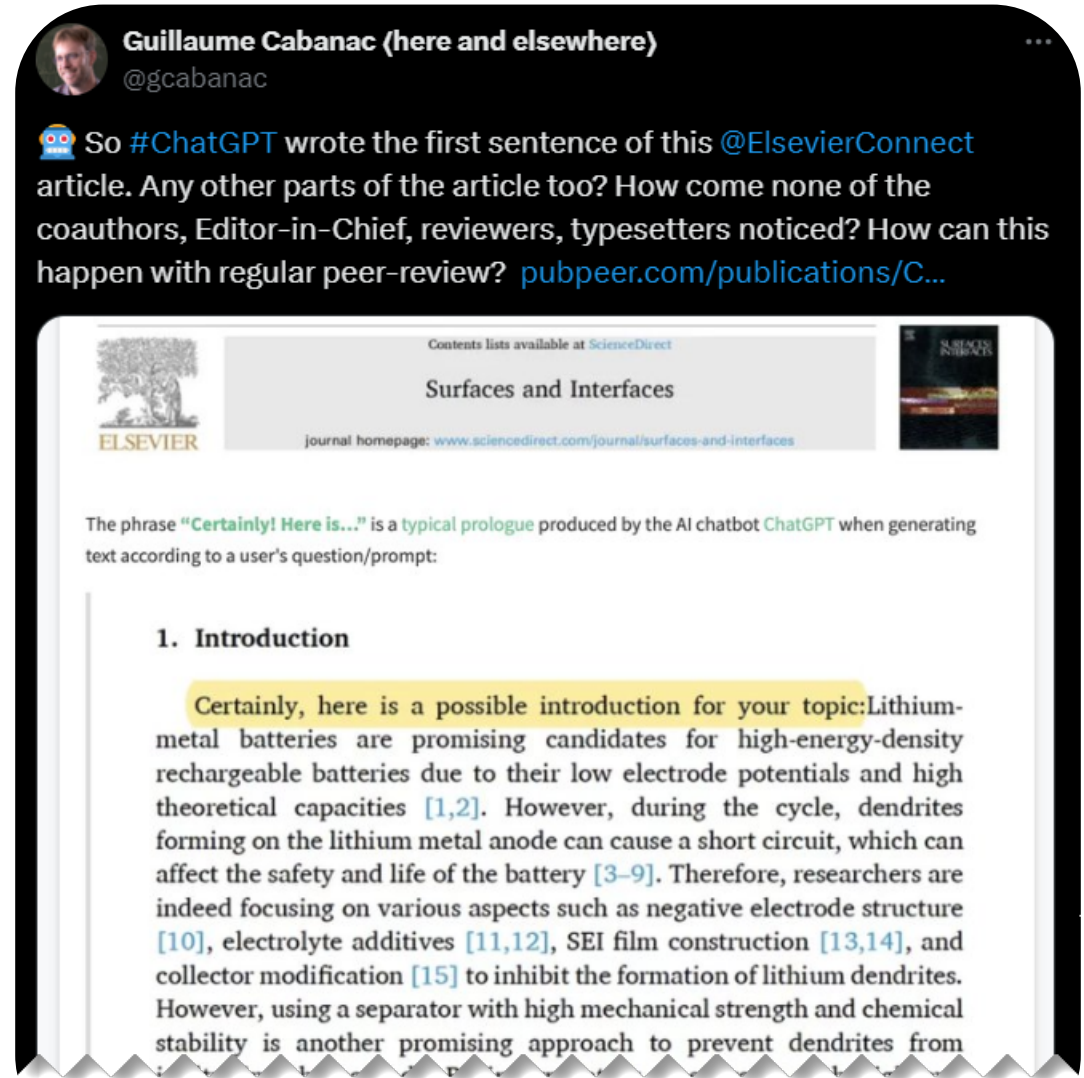 Guillaume Cabanac (here and elsewhere)
@gcabanac
🤖 So #ChatGPT wrote the first sentence of this @ElsevierConnect
article. Any other parts of the article too? How come none of the
coauthors, Editor-in-Chief, reviewers, typesetters noticed? How can this
happen with regular peer-review? pubpeer.com/publications/C...
Contents lists available at ScienceDirect
Surfaces and Interfaces
journal homepage: www.sciencedirect.com/journal/surfaces-and-interfaces
ELSEVIER
SURFACES
INTERFACES
The phrase “Certainly! Here is...” is a typical prologue produced by the AI chatbot ChatGPT when generating
text according to a user's question/prompt:
1. Introduction
Certainly, here is a possible introduction for your topic:Lithium-
metal batteries are promising candidates for high-energy-density
rechargeable batteries due to their low electrode potentials and high
theoretical capacities [1,2]. However, during the cycle, dendrites
forming on the lithium metal anode can cause a short circuit, which can
affect the safety and life of the battery [3–9]. Therefore, researchers are
indeed focusing on various aspects such as negative electrode structure
[10], electrolyte additives [11,12], SEI film construction [13,14], and
collector modification [15] to inhibit the formation of lithium dendrites.
However, using a separator with high mechanical strength and chemical
stability is another promising approach to prevent dendrites from